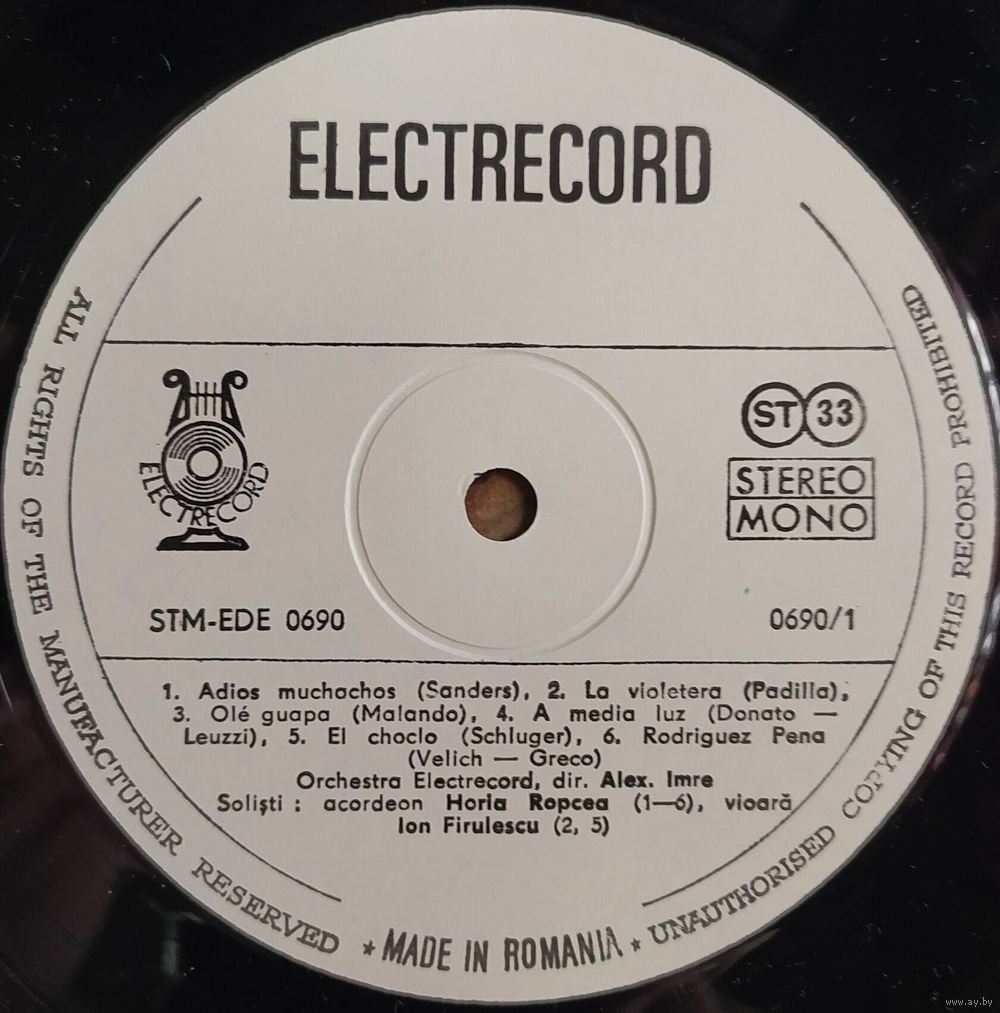 ELECTRECORD
ELECTRECORD
ST 33
STEREO
MONO
STM-EDE 0690
0690/1
1. Adios muchachos (Sanders), 2. La violetera (Padilla),
3. Olé guapa (Malando), 4. A media luz (Donato —
Leuzzi), 5. El choclo (Schluger), 6. Rodriguez Pena
(Velich — Greco)
Orchestra Electrecord, dir. Alex. Imre
Soliști : acordeon Horia Ropcea (1—6), vioară
Ion Firulescu (2, 5)
ALL RIGHTS OF THE MANUFACTURER RESERVED ★ MADE IN ROMANIA ★ UNAUTHORISED COPYING OF THIS RECORD PROHIBITED
www.ay.by